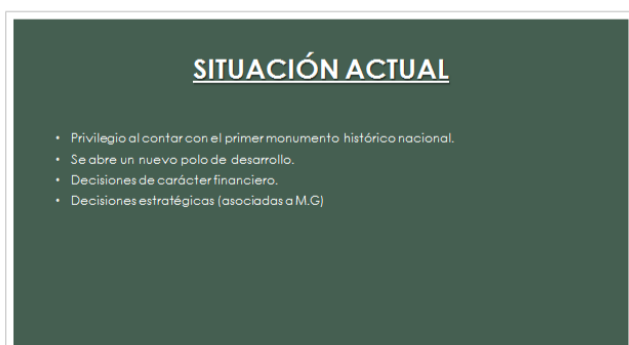 SITUACIÓN ACTUAL
• Privilegio al contar con el primer monumento histórico nacional.
• Se abre un nuevo polo de desarrollo.
• Decisiones de carácter financiero.
• Decisiones estratégicas (asociadas a M.G)